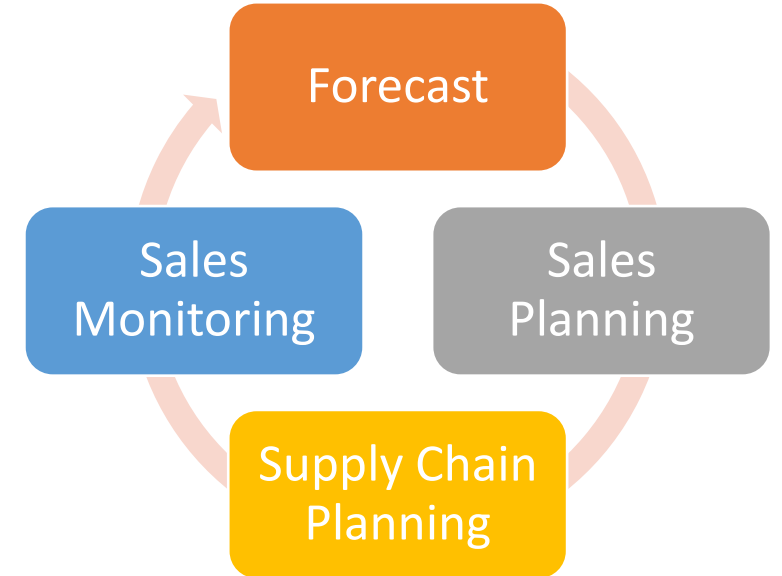 Forecast
Sales
Planning
Supply Chain
Planning
Sales
Monitoring